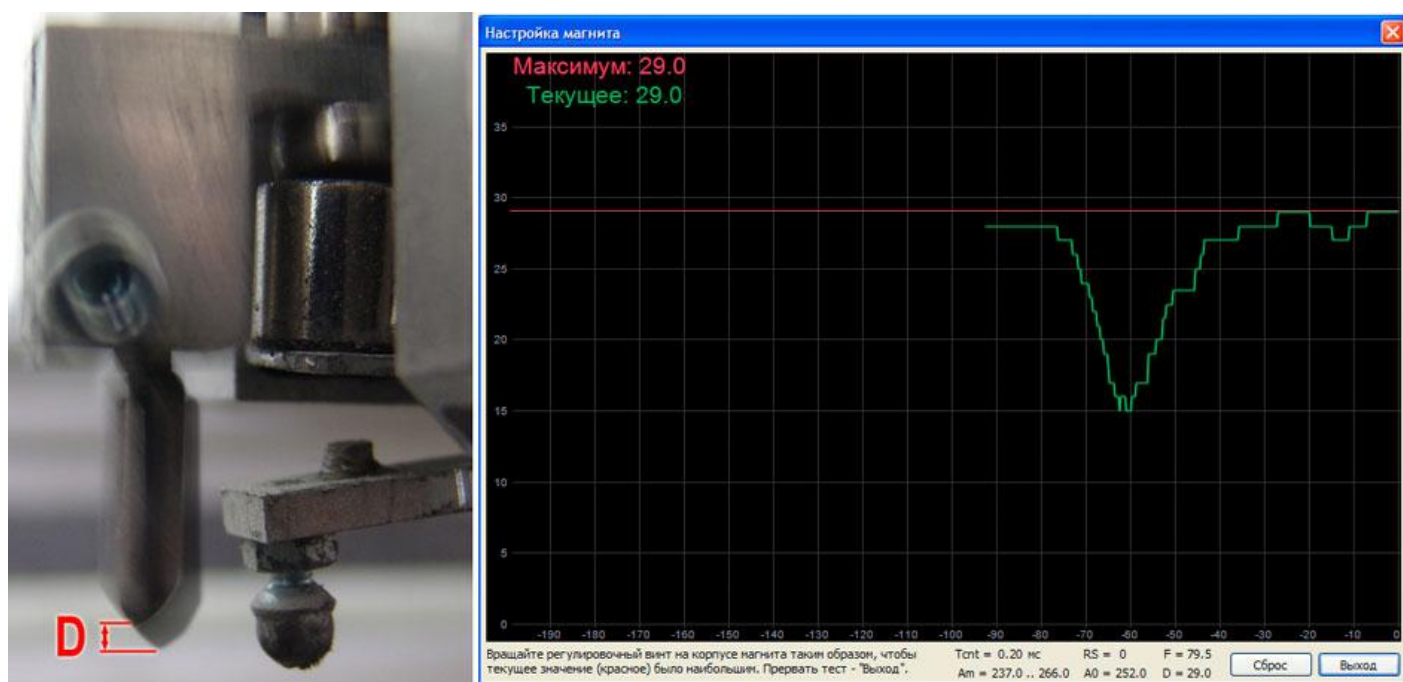 D
Настройка магнита
Максимум: 29.0
Текущее: 29.0
35
30
25
20
15
10
5
0
-190 -180 -170 -160 -150 -140 -130 -120 -110 -100 -90 -80 -70 -60 -50 -40 -30 -20 -10 0
Вращайте регулировочный винт на корпусе магнита таким образом, чтобы
текущее значение (красное) было наибольшим. Прервать тест - "Выход".
Tcnt = 0.20 мс RS = 0 F = 79.5
Am = 237.0 .. 266.0 A0 = 252.0 D = 29.0
Сброс
Выход